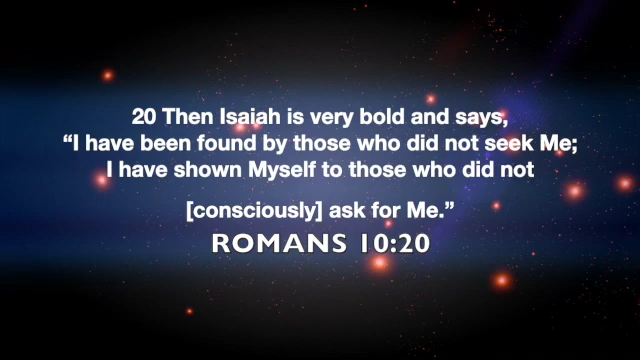 20 Then Isaiah is very bold and says,
“I have been found by those who did not seek Me;
I have shown Myself to those who did not
[consciously] ask for Me.”
ROMANS 10:20